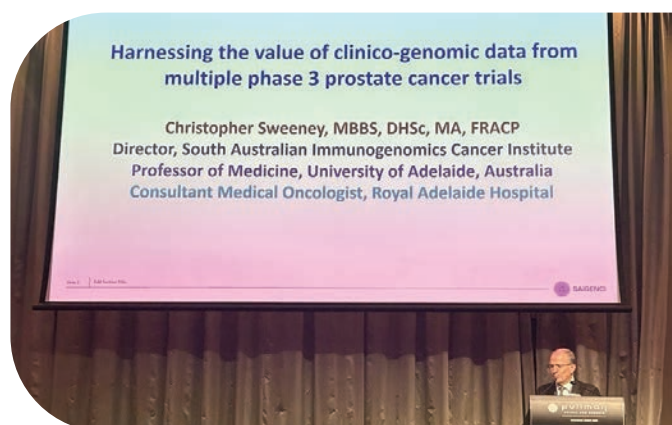 Harnessing the value of clinico-genomic data from
multiple phase 3 prostate cancer trials
Christopher Sweeney, MBBS, DHSc, MA, FRACP
Director, South Australian Immunogenomics Cancer Institute
Professor of Medicine, University of Adelaide, Australia
Consultant Medical Oncologist, Royal Adelaide Hospital
SAiGENCI
pullman